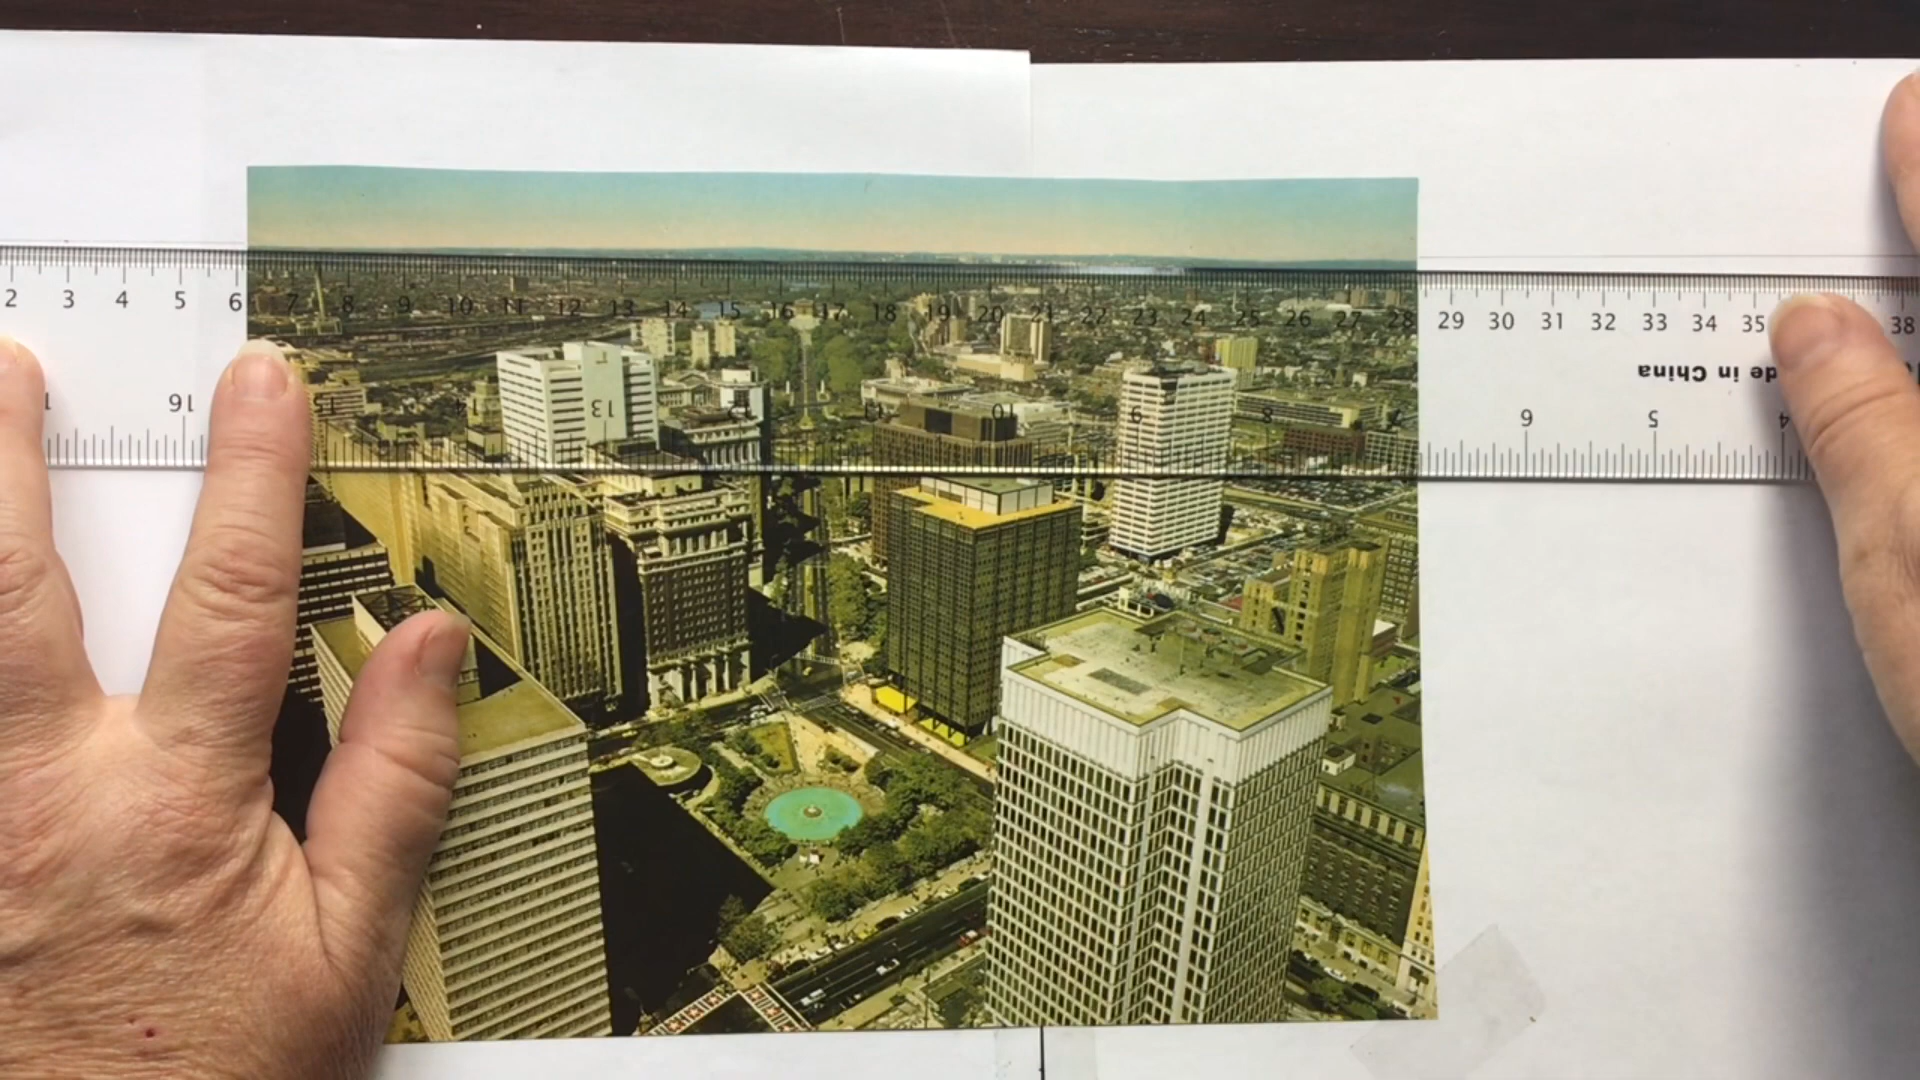 2 3 4 5 6 7 8 9 10 11 12 13 14 15 16 17 18 19 20 21 22 23 24 25 26 27 28 29 30 31 32 33 34 35 38
de in China
16 15 14 13 12 11 10 9 8 7 6 5 4